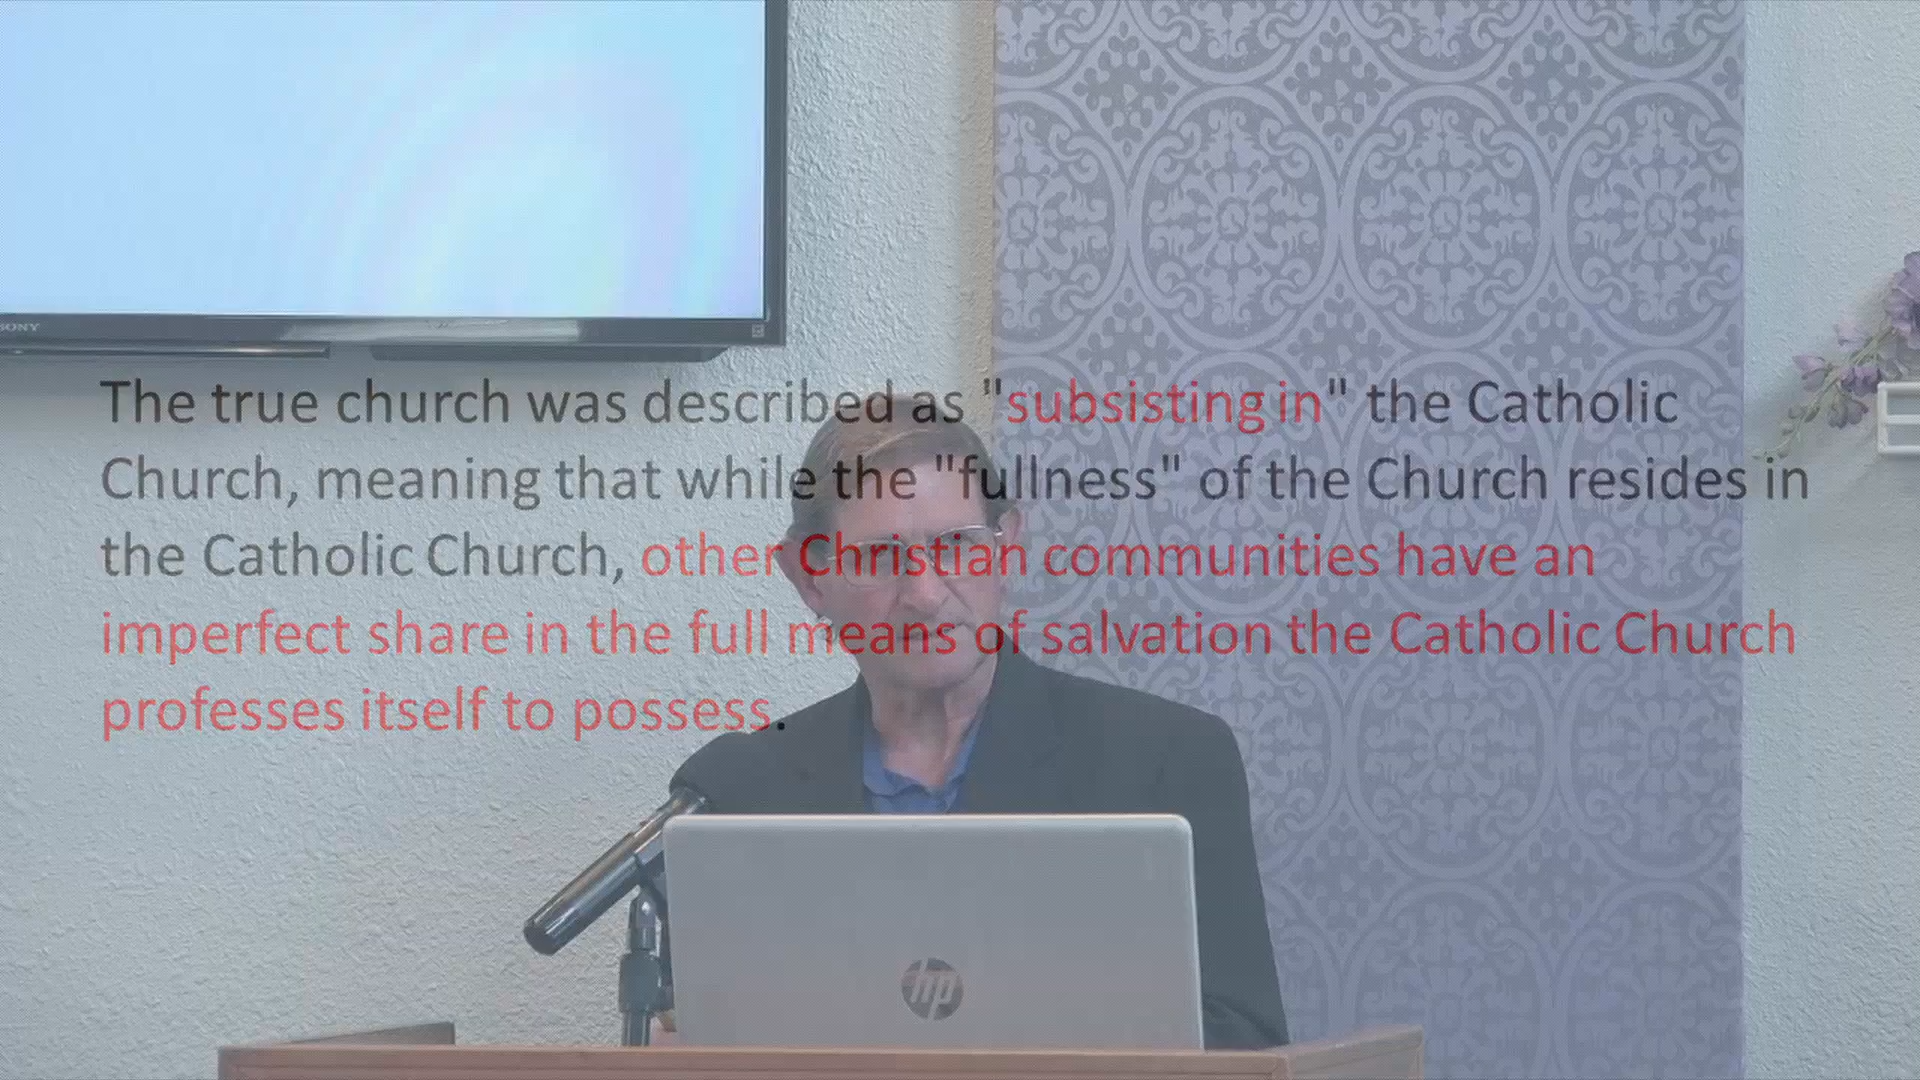 SONY
The true church was described as "subsisting in" the Catholic
Church, meaning that while the "fullness" of the Church resides in
the Catholic Church, other Christian communities have an
imperfect share in the full means of salvation the Catholic Church
professes itself to possess.
hp